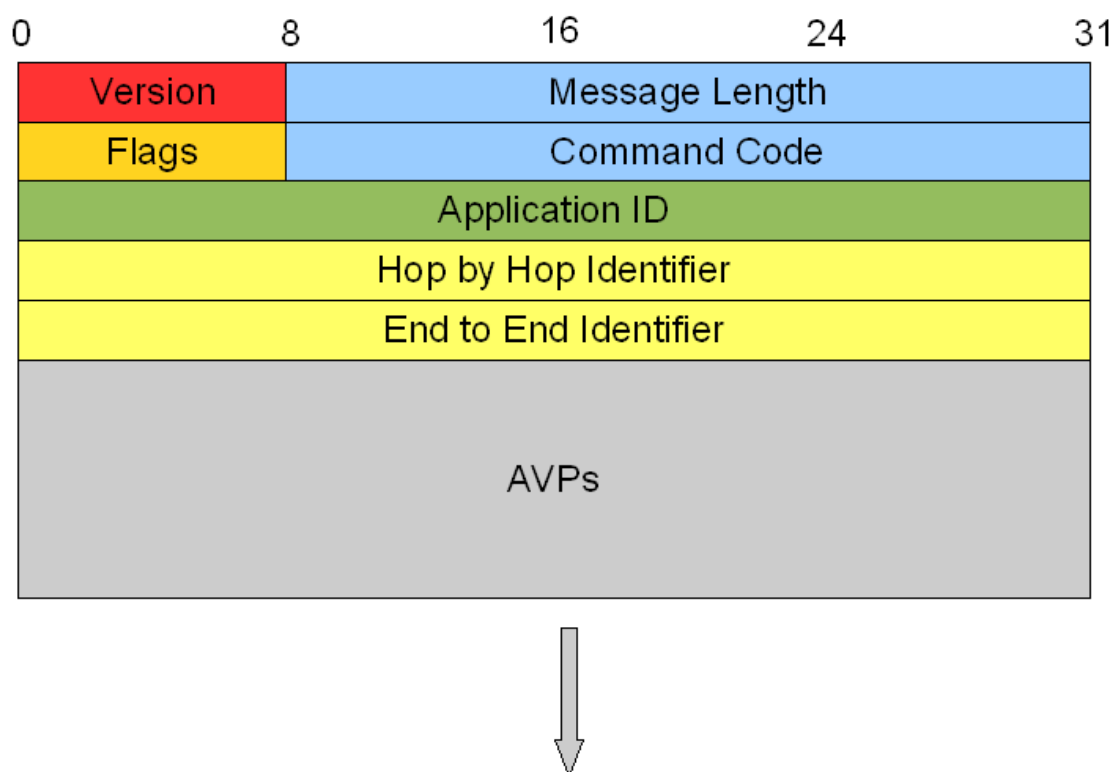 0 8 16 24 31
Version Message Length
Flags Command Code
Application ID
Hop by Hop Identifier
End to End Identifier
AVPs